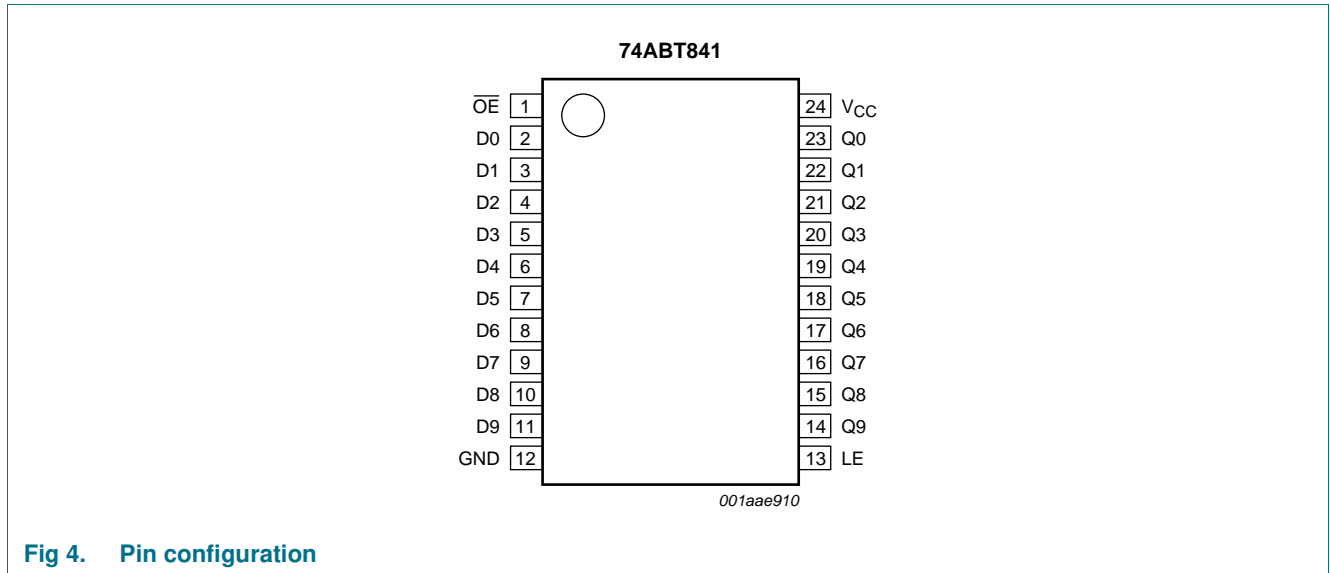 74ABT841
O̅E̅ 1 24 VCC
D0 2 23 Q0
D1 3 22 Q1
D2 4 21 Q2
D3 5 20 Q3
D4 6 19 Q4
D5 7 18 Q5
D6 8 17 Q6
D7 9 16 Q7
D8 10 15 Q8
D9 11 14 Q9
GND 12 13 LE
001aae910
Fig 4. Pin configuration